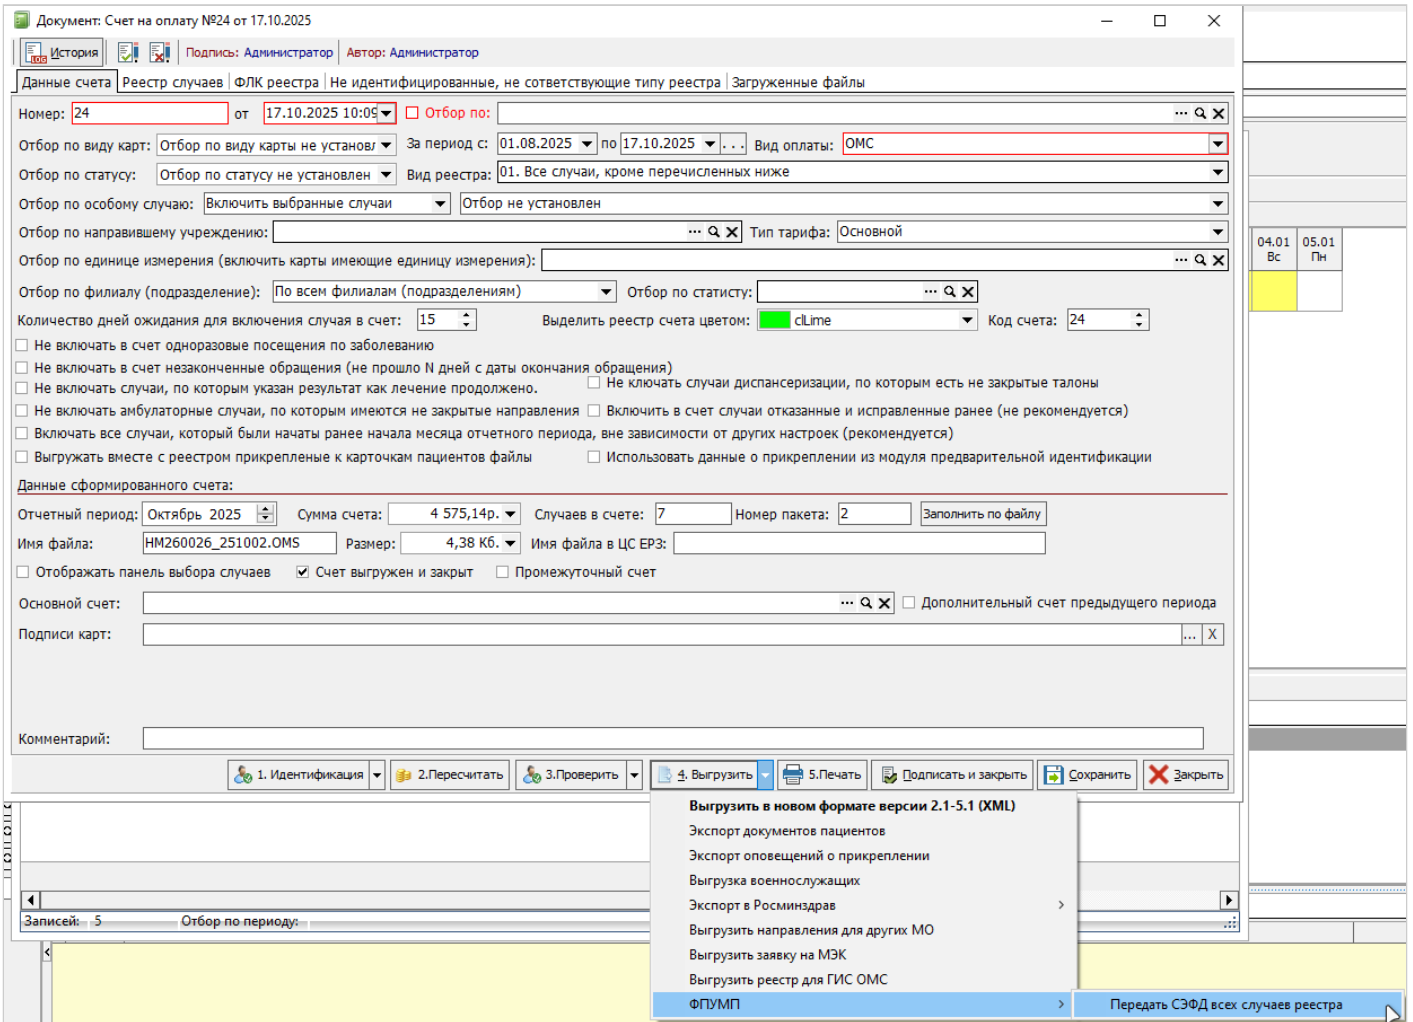 Документ: Счет на оплату №24 от 17.10.2025
LOG История Подпись: Администратор Автор: Администратор
Данные счета Реестр случаев ФЛК реестра Не идентифицированные, не сответствующие типу реестра Загруженные файлы
Номер: 24 от 17.10.2025 10:09 Отбор по: ...
Отбор по виду карт: Отбор по виду карты не установл За период с: 01.08.2025 по 17.10.2025 ... Вид оплаты: ОМС
Отбор по статусу: Отбор по статусу не установлен Вид реестра: 01. Все случаи, кроме перечисленных ниже
Отбор по особому случаю: Включить выбранные случаи Отбор не установлен
Отбор по направившему учреждению: ... Тип тарифа: Основной
04.01 05.01
Вс Пн
Отбор по единице измерения (включить карты имеющие единицу измерения): ...
Отбор по филиалу (подразделение): По всем филиалам (подразделениям) Отбор по статисту: ...
Количество дней ожидания для включения случая в счет: 15 Выделить реестр счета цветом: clLime Код счета: 24
Не включать в счет одноразовые посещения по заболеванию
Не включать в счет незаконченные обращения (не прошло N дней с даты окончания обращения)
Не включать случаи, по которым указан результат как лечение продолжено. Не ключать случаи диспансеризации, по которым есть не закрытые талоны
Не включать амбулаторные случаи, по которым имеются не закрытые направления Включить в счет случаи отказанные и исправленные ранее (не рекомендуется)
Включать все случаи, который были начаты ранее начала месяца отчетного периода, вне зависимости от других настроек (рекомендуется)
Выгружать вместе с реестром прикрепленые к карточкам пациентов файлы Использовать данные о прикреплении из модуля предварительной идентификации
Данные сформированного счета:
Отчетный период: Октябрь 2025 Сумма счета: 4 575,14р. Случаев в счете: 7 Номер пакета: 2 Заполнить по файлу
Имя файла: HM260026_251002.OMS Размер: 4,38 Кб. Имя файла в ЦС ЕРЗ:
Отображать панель выбора случаев Счет выгружен и закрыт Промежуточный счет
Основной счет: ... Дополнительный счет предыдущего периода
Подписи карт: ... X
Комментарий:
1. Идентификация 2.Пересчитать 3.Проверить 4. Выгрузить 5.Печать Подписать и закрыть Сохранить Закрыть
Выгрузить в новом формате версии 2.1-5.1 (XML)
Экспорт документов пациентов
Экспорт оповещений о прикреплении
Выгрузка военнослужащих
Экспорт в Росминздрав
Записей: 5 Отбор по периоду:
Выгрузить направления для других МО
Выгрузить заявку на МЭК
Выгрузить реестр для ГИС ОМС
ФПУМП Передать СЭФД всех случаев реестра